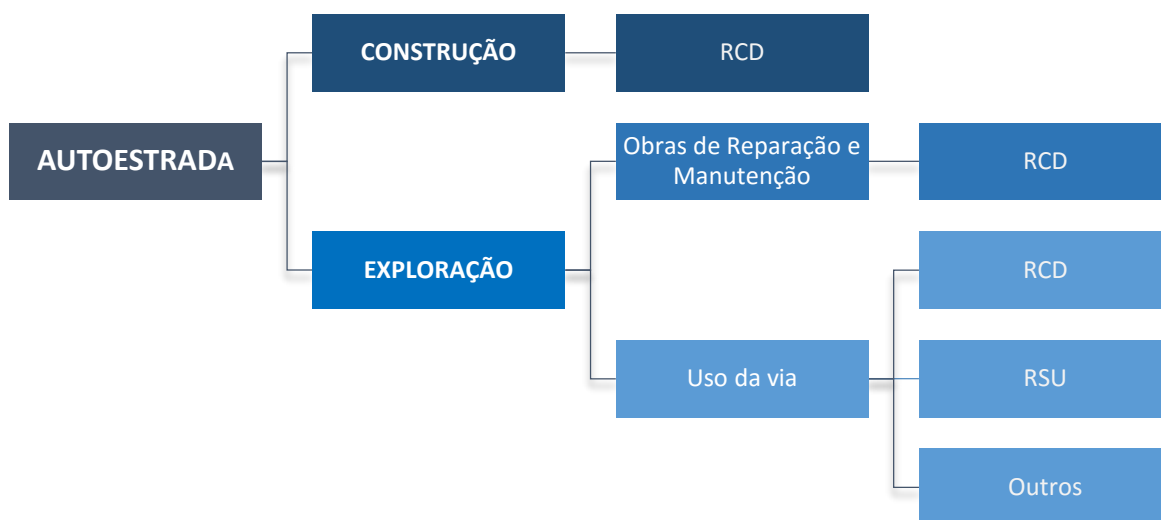 AUTOESTRADA
CONSTRUÇÃO
RCD
EXPLORAÇÃO
Obras de Reparação e
Manutenção
RCD
Uso da via
RCD
RSU
Outros